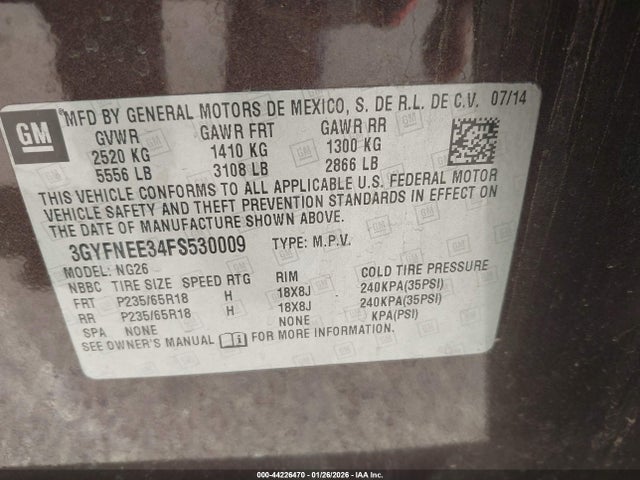 GM
® MFD BY GENERAL MOTORS DE MEXICO, S. DE R.L. DE C.V. 07/14
GVWR GAWR FRT GAWR RR
2520 KG 1410 KG 1300 KG
5556 LB 3108 LB 2866 LB
THIS VEHICLE CONFORMS TO ALL APPLICABLE U.S. FEDERAL MOTOR
VEHICLE SAFETY AND THEFT PREVENTION STANDARDS IN EFFECT ON
THE DATE OF MANUFACTURE SHOWN ABOVE.
3GYFNEE34FS530009 TYPE: M.P.V.
MODEL: NG26
NBBC TIRE SIZE SPEED RTG RIM COLD TIRE PRESSURE
FRT P235/65R18 H 18X8J 240KPA(35PSI)
RR P235/65R18 H 18X8J 240KPA(35PSI)
SPA NONE NONE KPA(PSI)
SEE OWNER'S MANUAL FOR MORE INFORMATION.
000-44226470 | 01/26/2026 | IAA Inc.